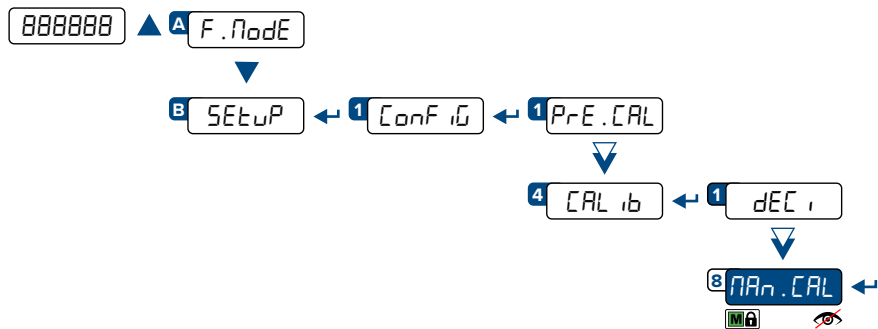 888888 A F.ModE
B SEtuP 1 ConFiG 1 PrE.CAL
4 CALib 1 dECi
8 MAn.CAL
M